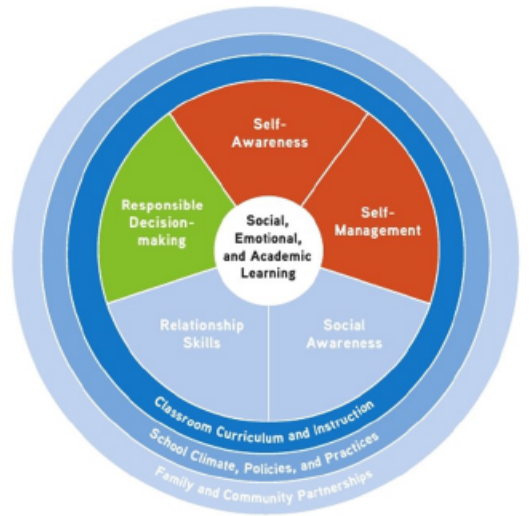 Self-
Awareness
Self-
Management
Responsible
Decision-
making
Social,
Emotional,
and Academic
Learning
Relationship
Skills
Social
Awareness
Classroom Curriculum and Instruction
School Climate, Policies, and Practices
Family and Community Partnerships